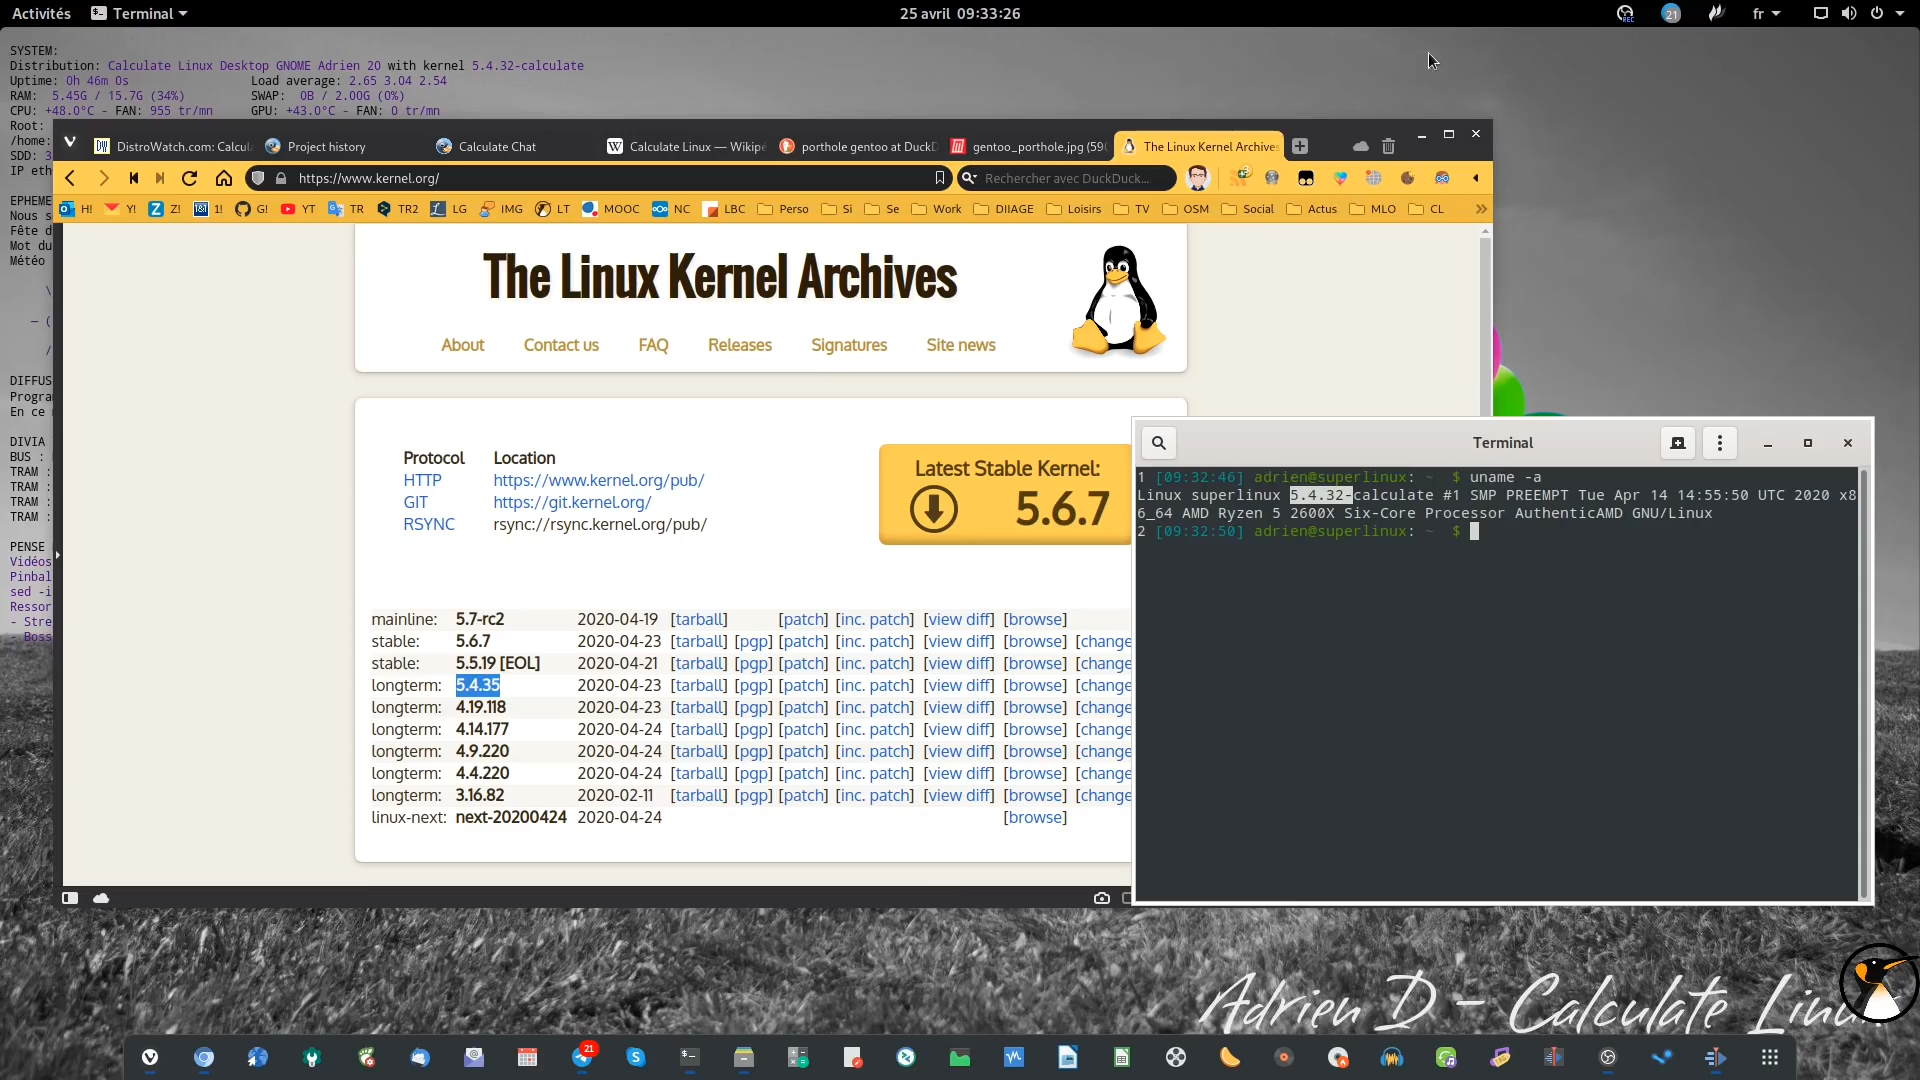 Activités Terminal 25 avril 09:33:26 REC 21 fr
SYSTEM:
Distribution: Calculate Linux Desktop GNOME Adrien 20 with kernel 5.4.32-calculate
Uptime: 0h 46m 0s Load average: 2.65 3.04 2.54
RAM: 5.45G / 15.7G (34%) SWAP: 0B / 2.00G (0%)
CPU: +48.0°C - FAN: 955 tr/mn GPU: +43.0°C - FAN: 0 tr/mn
Root:
/home:
SDD: 3
IP eth
EPHEME
Nous s
Fête d
Mot du
Météo
\
— (
/
DIFFUS
Progra
En ce
DIVIA
BUS :
TRAM :
TRAM :
TRAM :
TRAM :
PENSE
Vidéos
Pinbal
sed -i
Ressor
- Stre
- Boss
DistroWatch.com: Calcul Project history Calculate Chat Calculate Linux — Wikipe porthole gentoo at DuckD gentoo_porthole.jpg (590 The Linux Kernel Archives
https://www.kernel.org/ Rechercher avec DuckDuck...
H! Y! Z! 1! G! YT TR TR2 LG IMG LT MOOC NC LBC Perso Si Se Work DIIAGE Loisirs TV OSM Social Actus MLO CL
The Linux Kernel Archives
About Contact us FAQ Releases Signatures Site news
Protocol Location
HTTP https://www.kernel.org/pub/
GIT https://git.kernel.org/
RSYNC rsync://rsync.kernel.org/pub/
Latest Stable Kernel:
5.6.7
mainline: 5.7-rc2 2020-04-19 [tarball] [patch] [inc. patch] [view diff] [browse]
stable: 5.6.7 2020-04-23 [tarball] [pgp] [patch] [inc. patch] [view diff] [browse] [change
stable: 5.5.19 [EOL] 2020-04-21 [tarball] [pgp] [patch] [inc. patch] [view diff] [browse] [change
longterm: 5.4.35 2020-04-23 [tarball] [pgp] [patch] [inc. patch] [view diff] [browse] [change
longterm: 4.19.118 2020-04-23 [tarball] [pgp] [patch] [inc. patch] [view diff] [browse] [change
longterm: 4.14.177 2020-04-24 [tarball] [pgp] [patch] [inc. patch] [view diff] [browse] [change
longterm: 4.9.220 2020-04-24 [tarball] [pgp] [patch] [inc. patch] [view diff] [browse] [change
longterm: 4.4.220 2020-04-24 [tarball] [pgp] [patch] [inc. patch] [view diff] [browse] [change
longterm: 3.16.82 2020-02-11 [tarball] [pgp] [patch] [inc. patch] [view diff] [browse] [change
linux-next: next-20200424 2020-04-24 [browse]
Terminal
1 [09:32:46] adrien@superlinux: ~ $ uname -a
Linux superlinux 5.4.32-calculate #1 SMP PREEMPT Tue Apr 14 14:55:50 UTC 2020 x8
6_64 AMD Ryzen 5 2600X Six-Core Processor AuthenticAMD GNU/Linux
2 [09:32:50] adrien@superlinux: ~ $
Adrien D - Calculate Linu
21